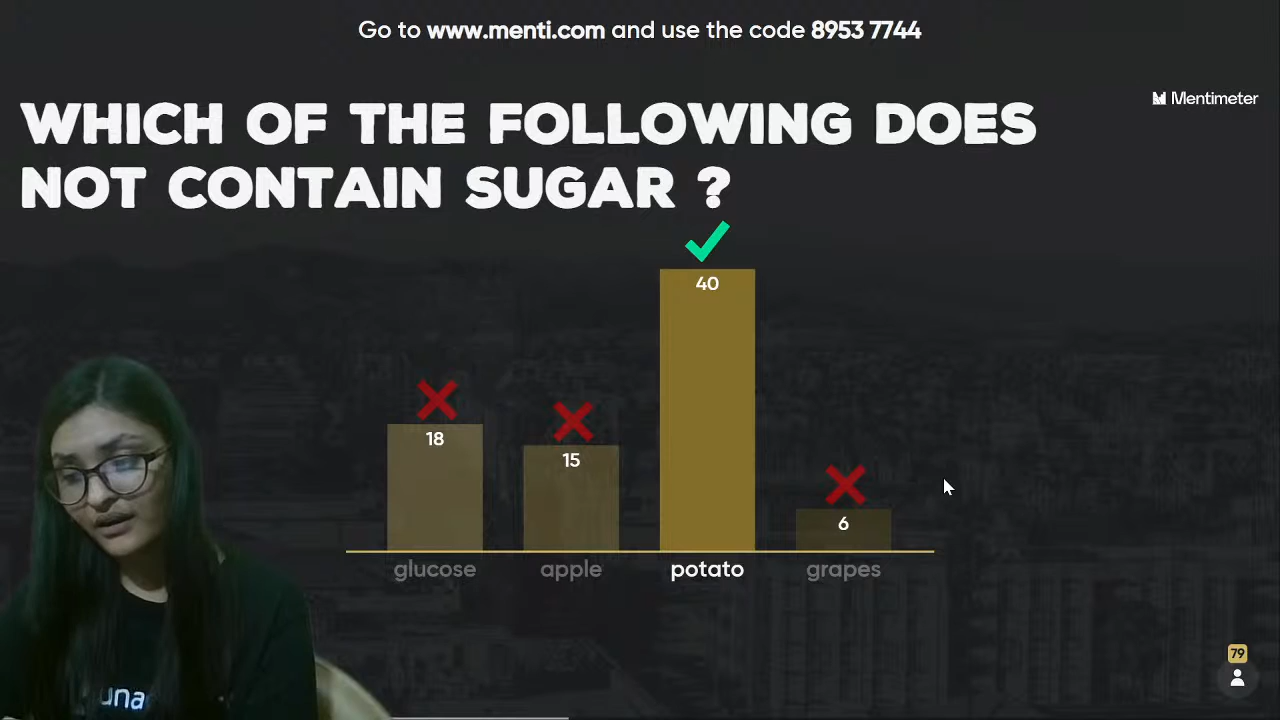 Go to www.menti.com and use the code 8953 7744
Mentimeter
WHICH OF THE FOLLOWING DOES
NOT CONTAIN SUGAR ?
40
18
15
6
glucose
apple
potato
grapes
79
una